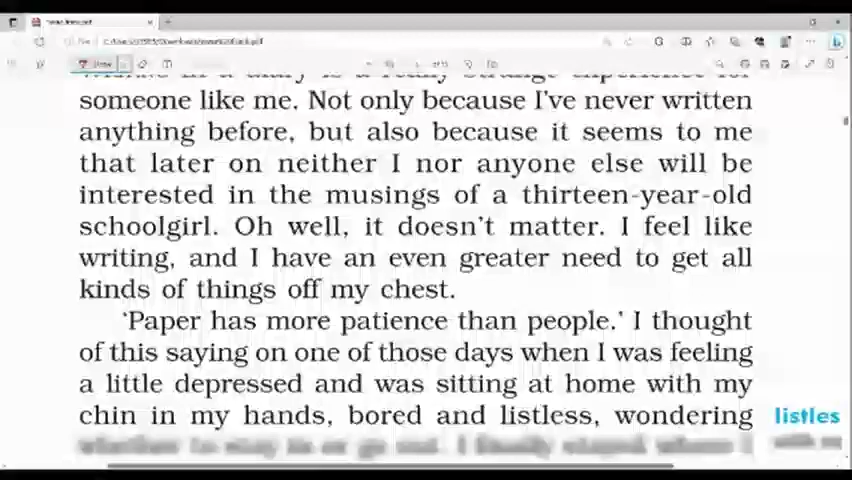 someone like me. Not only because I've never written
anything before, but also because it seems to me
that later on neither I nor anyone else will be
interested in the musings of a thirteen-year-old
schoolgirl. Oh well, it doesn't matter. I feel like
writing, and I have an even greater need to get all
kinds of things off my chest.
'Paper has more patience than people.' I thought
of this saying on one of those days when I was feeling
a little depressed and was sitting at home with my
chin in my hands, bored and listless, wondering
listles